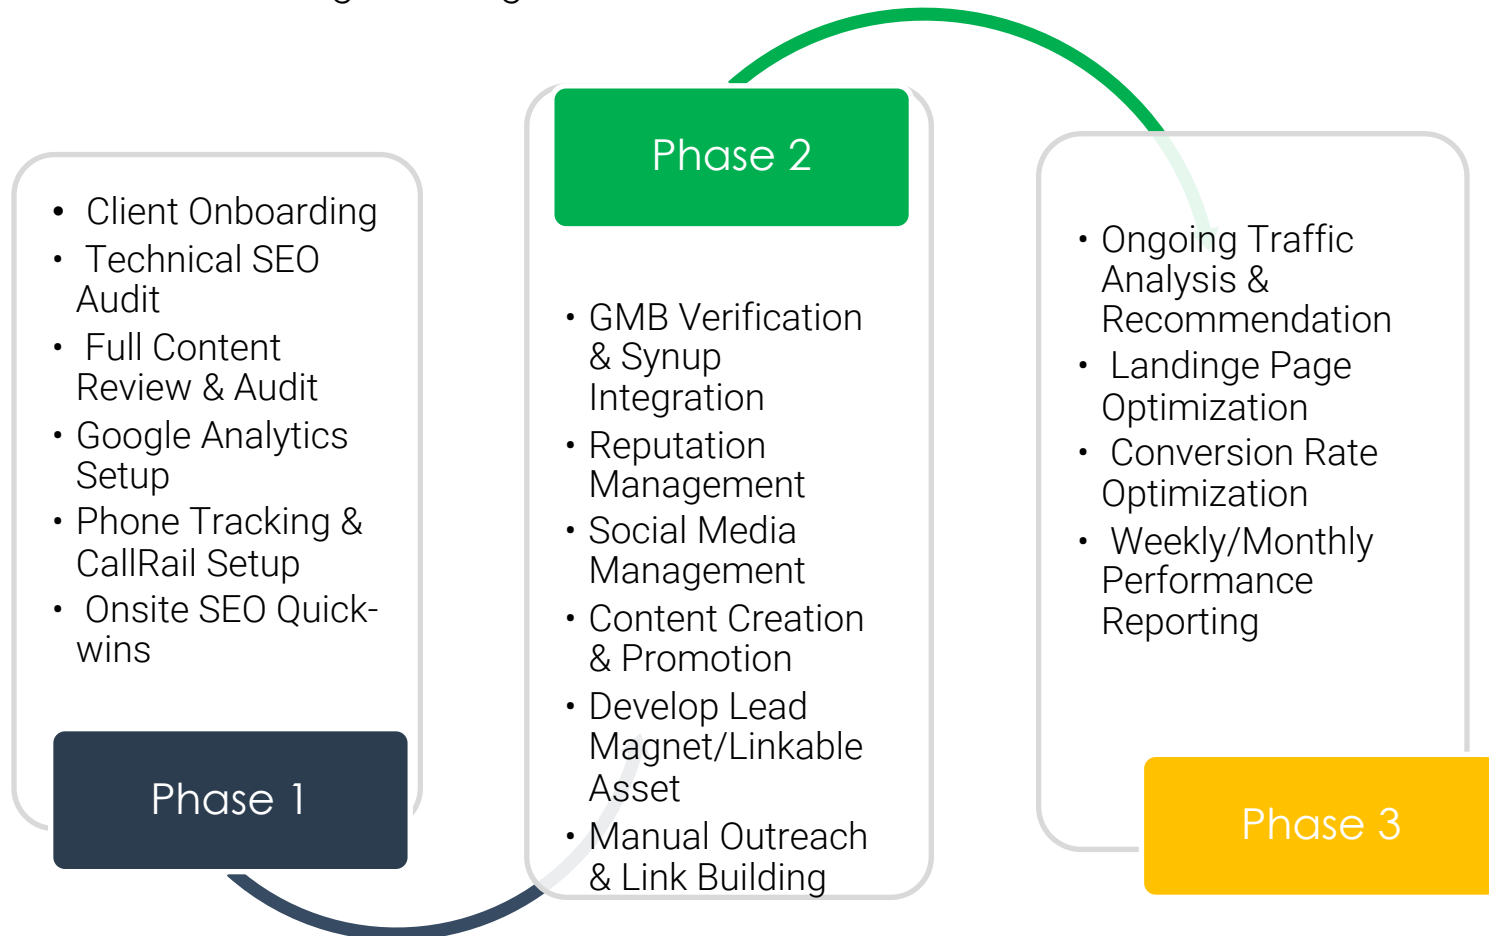 • Client Onboarding
• Technical SEO
Audit
• Full Content
Review & Audit
• Google Analytics
Setup
• Phone Tracking &
CallRail Setup
• Onsite SEO Quick-
wins
Phase 1
Phase 2
• GMB Verification
& Synup
Integration
• Reputation
Management
• Social Media
Management
• Content Creation
& Promotion
• Develop Lead
Magnet/Linkable
Asset
• Manual Outreach
& Link Building
• Ongoing Traffic
Analysis &
Recommendation
• Landinge Page
Optimization
• Conversion Rate
Optimization
• Weekly/Monthly
Performance
Reporting
Phase 3